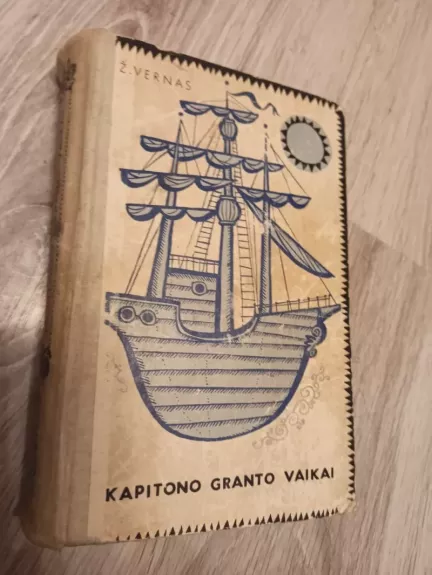 Ž. VERNAS
KAPITONO GRANTO VAIKAI